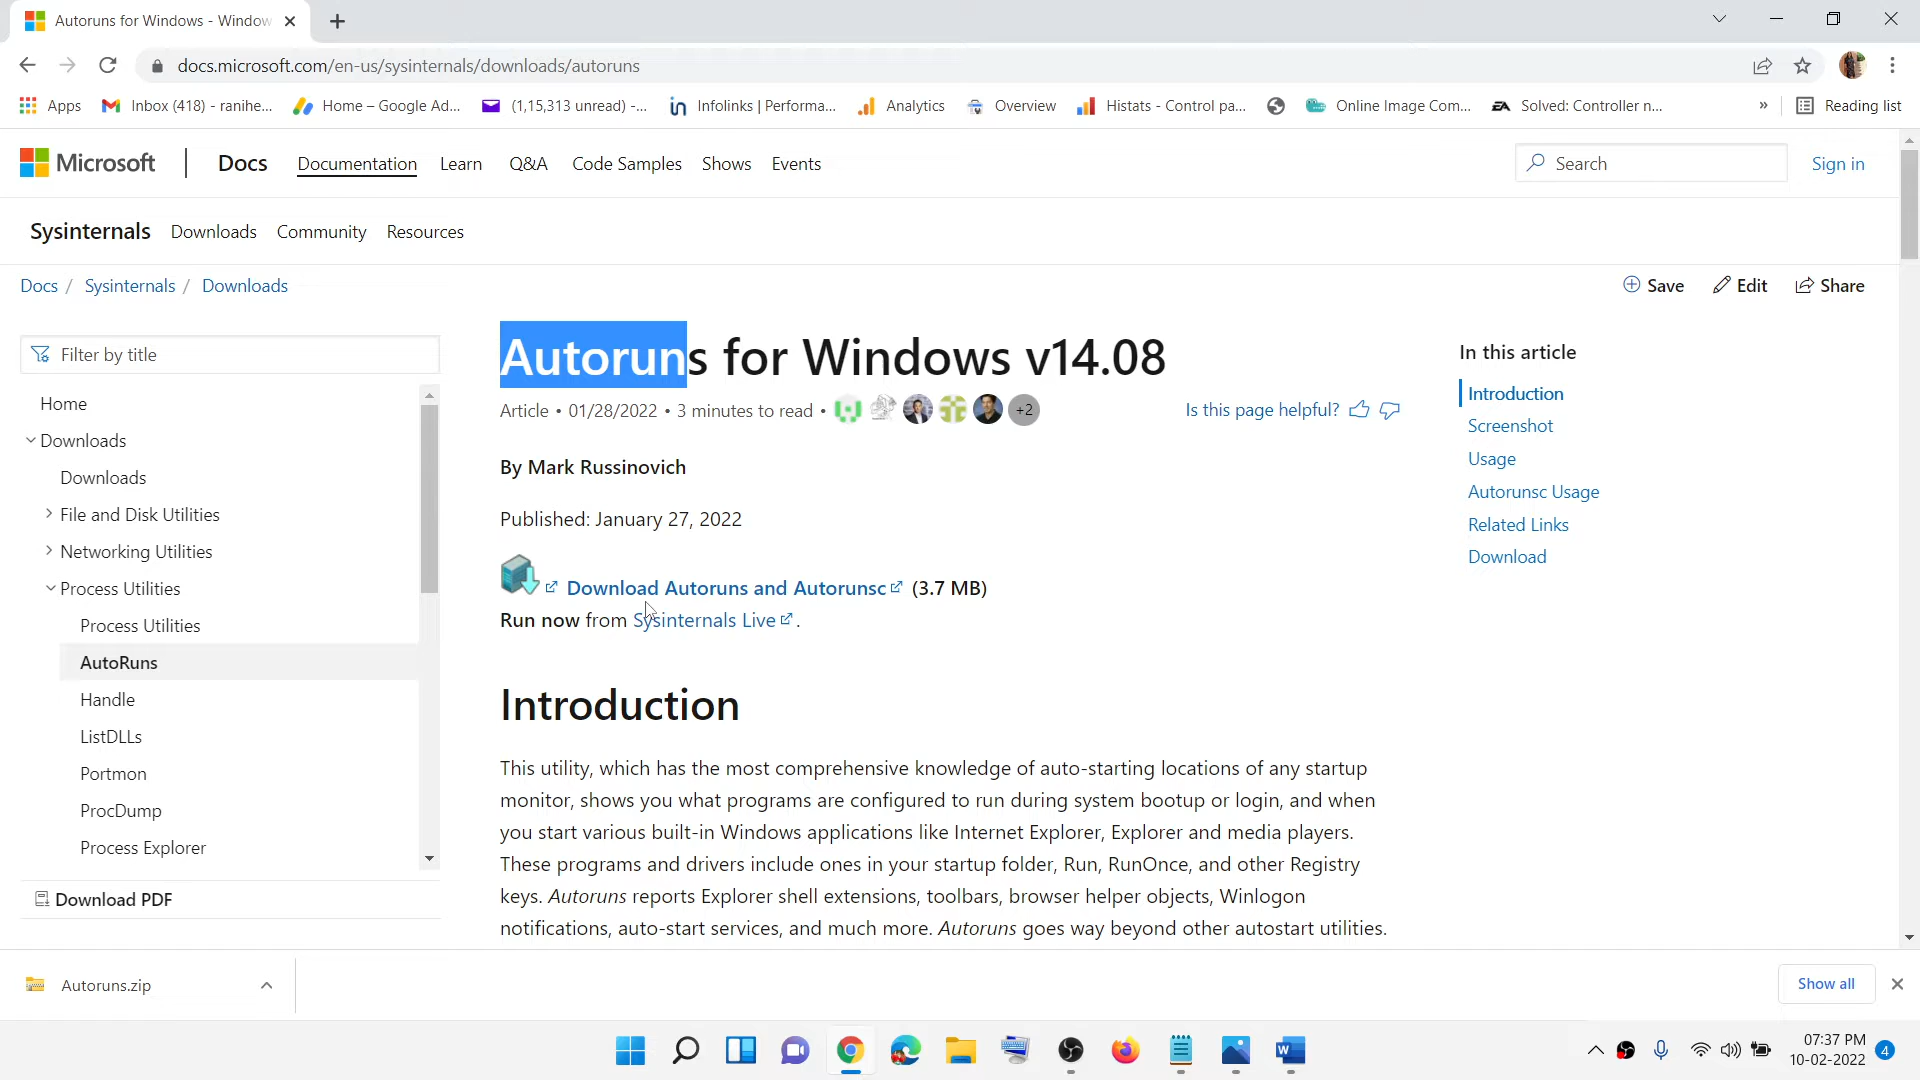 Autoruns for Windows - Window
docs.microsoft.com/en-us/sysinternals/downloads/autoruns
Apps
Inbox (418) - ranihe...
Home – Google Ad...
(1,15,313 unread) -...
Infolinks | Performa...
Analytics
Overview
Histats - Control pa...
Online Image Com...
Solved: Controller n...
»
Reading list
Microsoft
Docs
Documentation
Learn
Q&A
Code Samples
Shows
Events
Search
Sign in
Sysinternals
Downloads
Community
Resources
Docs / Sysinternals / Downloads
Save
Edit
Share
Filter by title
Home
Downloads
Downloads
File and Disk Utilities
Networking Utilities
Process Utilities
Process Utilities
AutoRuns
Handle
ListDLLs
Portmon
ProcDump
Process Explorer
Download PDF
Autoruns for Windows v14.08
Article • 01/28/2022 • 3 minutes to read •
+2
Is this page helpful?
By Mark Russinovich
Published: January 27, 2022
Download Autoruns and Autorunsc (3.7 MB)
Run now from Sysinternals Live .
Introduction
This utility, which has the most comprehensive knowledge of auto-starting locations of any startup
monitor, shows you what programs are configured to run during system bootup or login, and when
you start various built-in Windows applications like Internet Explorer, Explorer and media players.
These programs and drivers include ones in your startup folder, Run, RunOnce, and other Registry
keys. Autoruns reports Explorer shell extensions, toolbars, browser helper objects, Winlogon
notifications, auto-start services, and much more. Autoruns goes way beyond other autostart utilities.
In this article
Introduction
Screenshot
Usage
Autorunsc Usage
Related Links
Download
Autoruns.zip
Show all
07:37 PM
10-02-2022
4